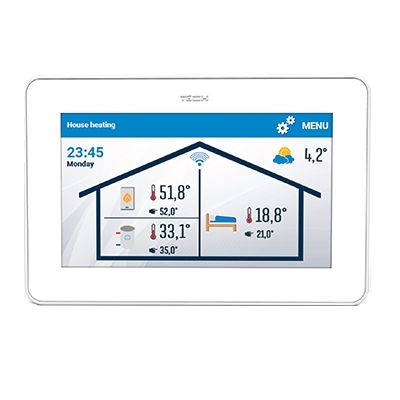 TECH
House heating
MENU
23:45
Monday
4,2°
51,8°
52,0°
33,1°
35,0°
18,8°
21,0°